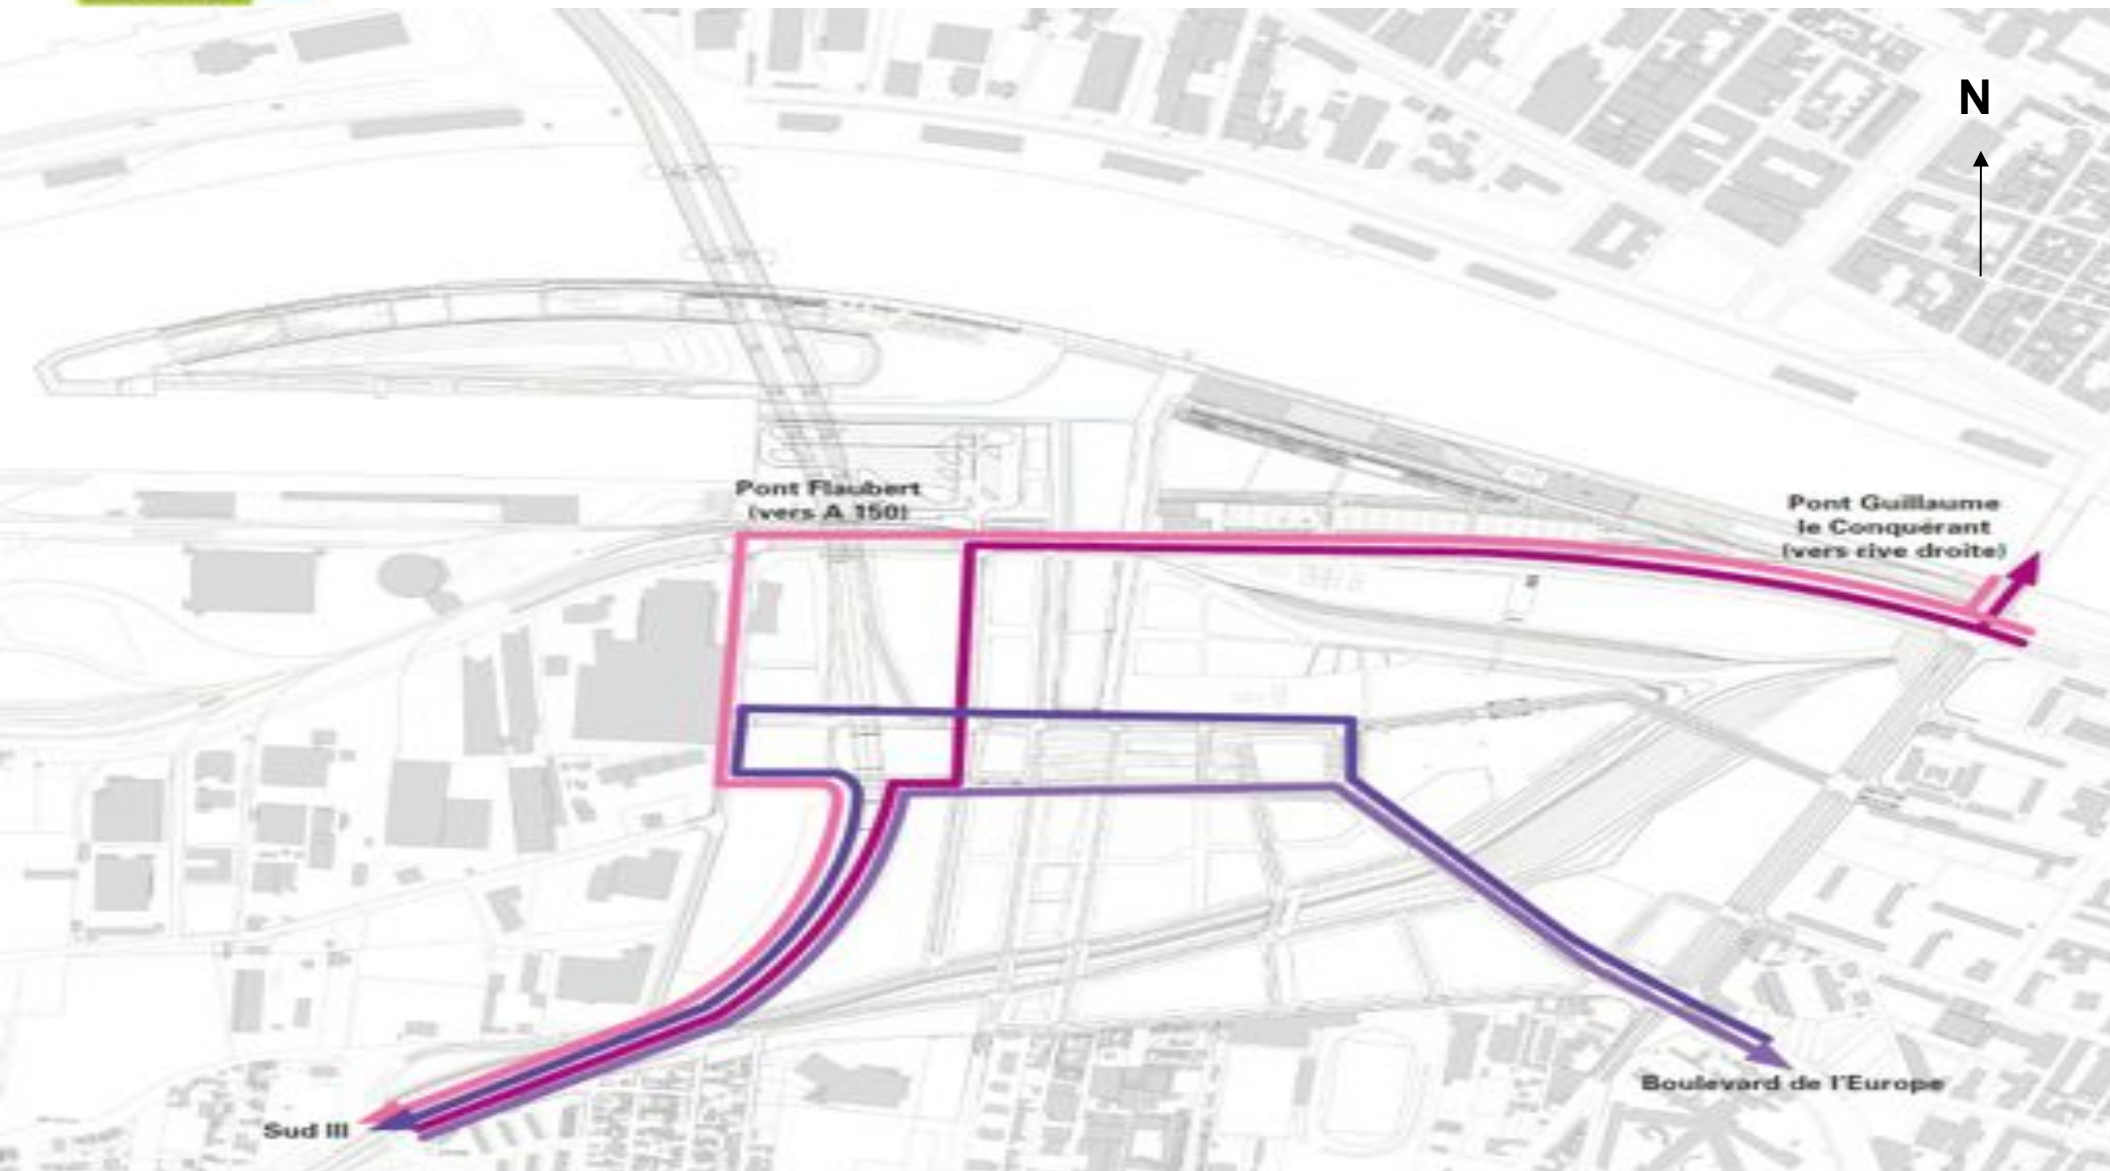 N
Pont Flaubert
(vers A 150)
Pont Guillaume
le Conquérant
(vers rive droite)
Boulevard de l'Europe
Sud III